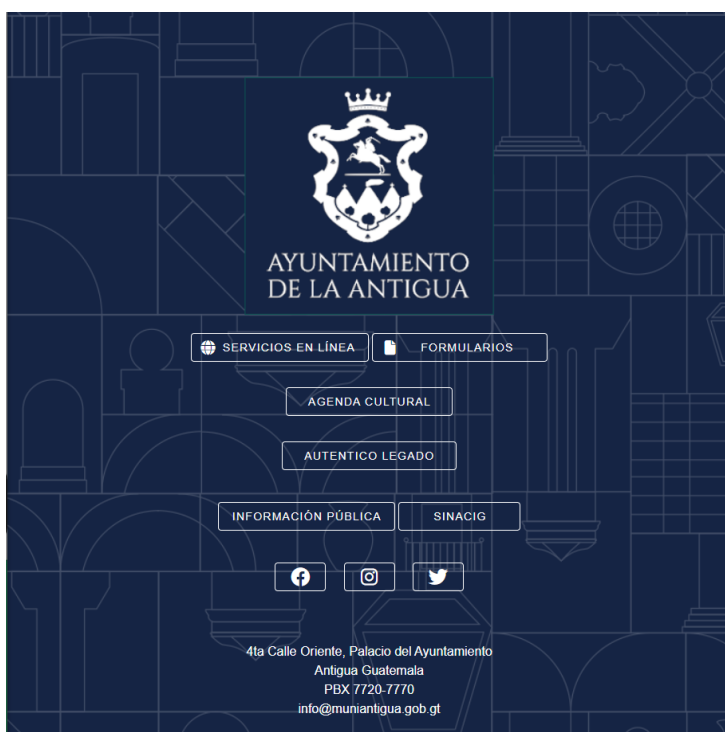 AYUNTAMIENTO
DE LA ANTIGUA
SERVICIOS EN LÍNEA FORMULARIOS
AGENDA CULTURAL
AUTENTICO LEGADO
INFORMACIÓN PÚBLICA SINACIG
4ta Calle Oriente, Palacio del Ayuntamiento
Antigua Guatemala
PBX 7720-7770
info@muniantigua.gob.gt